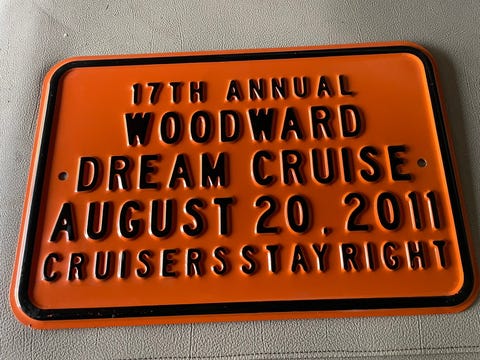 17TH ANNUAL
WOODWARD
DREAM CRUISE
AUGUST 20, 2011
CRUISERS STAY RIGHT